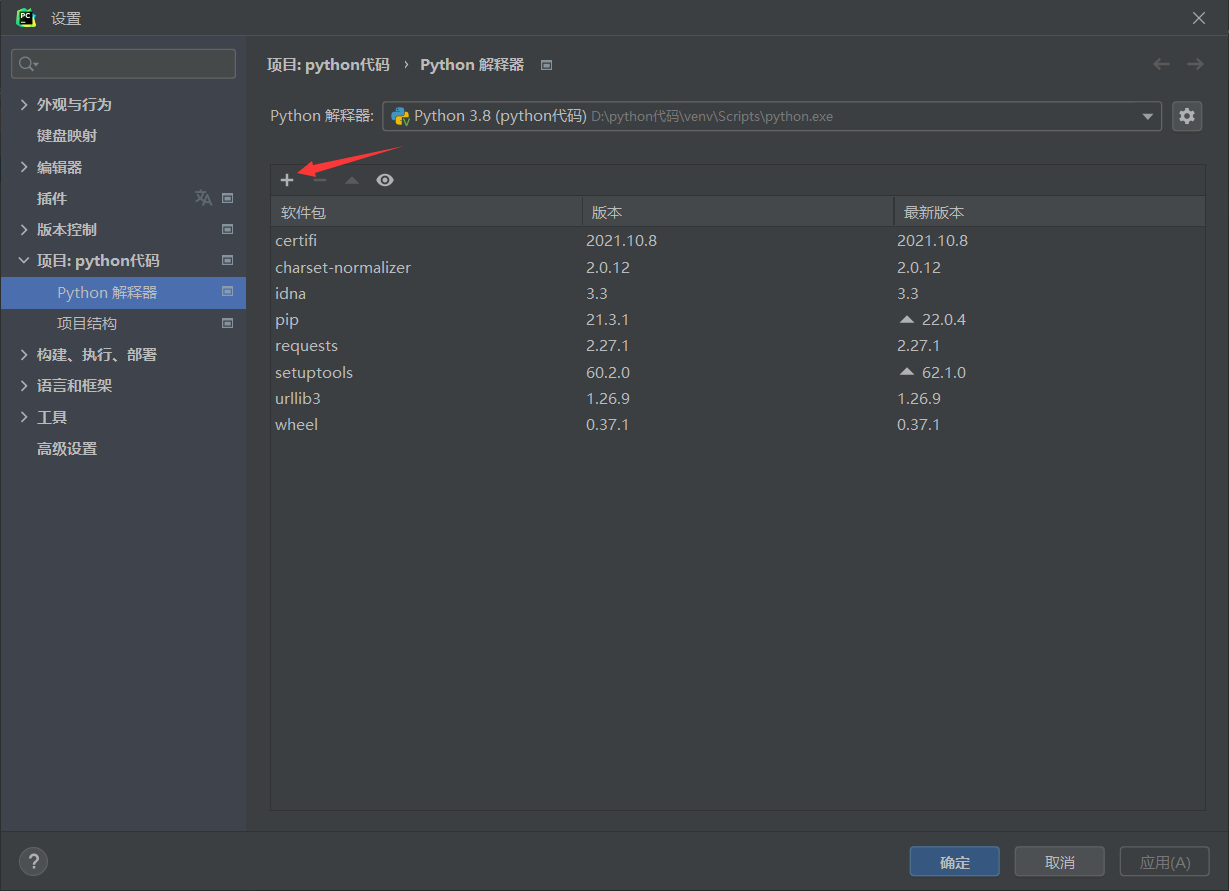 PC
设置
项目: python代码 › Python 解释器
外观与行为
键盘映射
编辑器
插件
版本控制
项目: python代码
Python 解释器
项目结构
构建、执行、部署
语言和框架
工具
高级设置
Python 解释器: Python 3.8 (python代码) D:\python代码\venv\Scripts\python.exe
软件包 版本 最新版本
certifi 2021.10.8 2021.10.8
charset-normalizer 2.0.12 2.0.12
idna 3.3 3.3
pip 21.3.1 22.0.4
requests 2.27.1 2.27.1
setuptools 60.2.0 62.1.0
urllib3 1.26.9 1.26.9
wheel 0.37.1 0.37.1
? 确定 取消 应用(A)